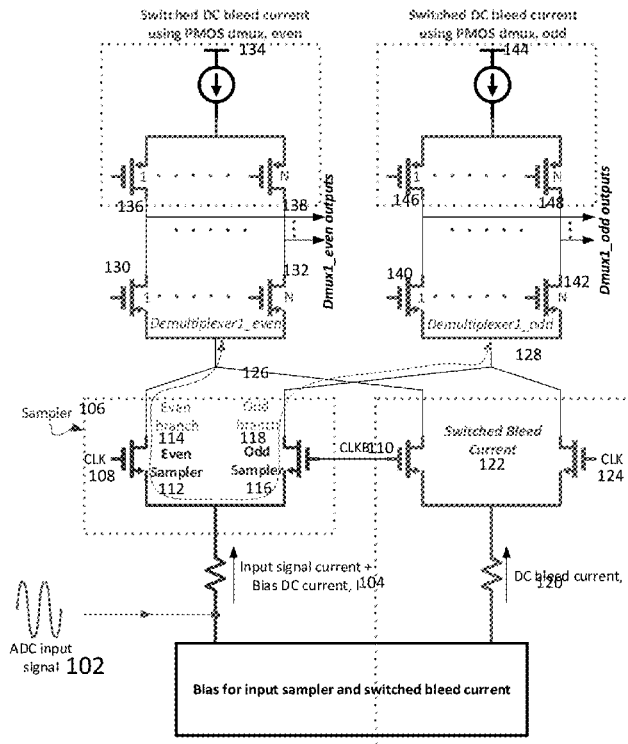 Switched DC bleed current
using PMOS dmux, even
134
Switched DC bleed current
using PMOS dmux, odd
144
1
N
136
138
Dmux1_even outputs
1
N
146
148
Dmux1_odd outputs
130
132
1
N
Demultiplexer1_even
140
142
1
N
Demultiplexer1_odd
126
128
Sampler
106
Even
branch
114
Even
Sampler
112
Odd
branch
118
Odd
Sampler
116
CLK
108
CLKB
110
Switched Bleed
Current
122
CLK
124
Input signal current +
Bias DC current, I
104
DC bleed current,
120
ADC input
signal 102
Bias for input sampler and switched bleed current